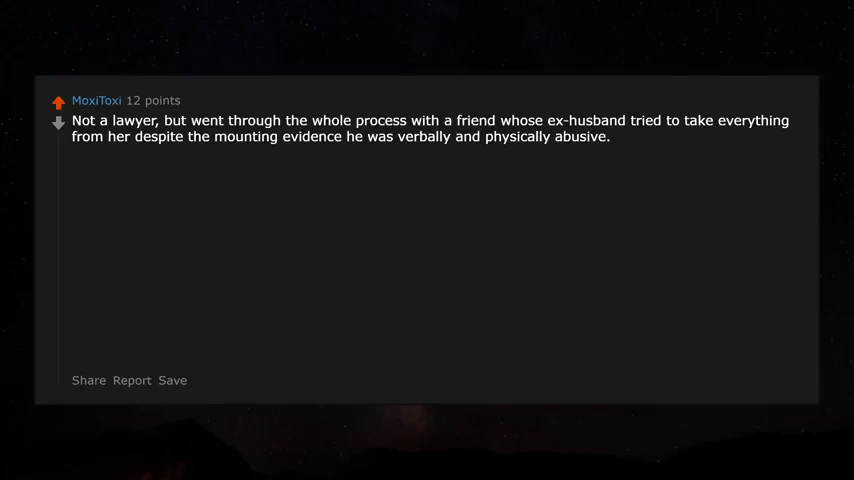 MoxiToxi 12 points
Not a lawyer, but went through the whole process with a friend whose ex-husband tried to take everything
from her despite the mounting evidence he was verbally and physically abusive.
Share Report Save